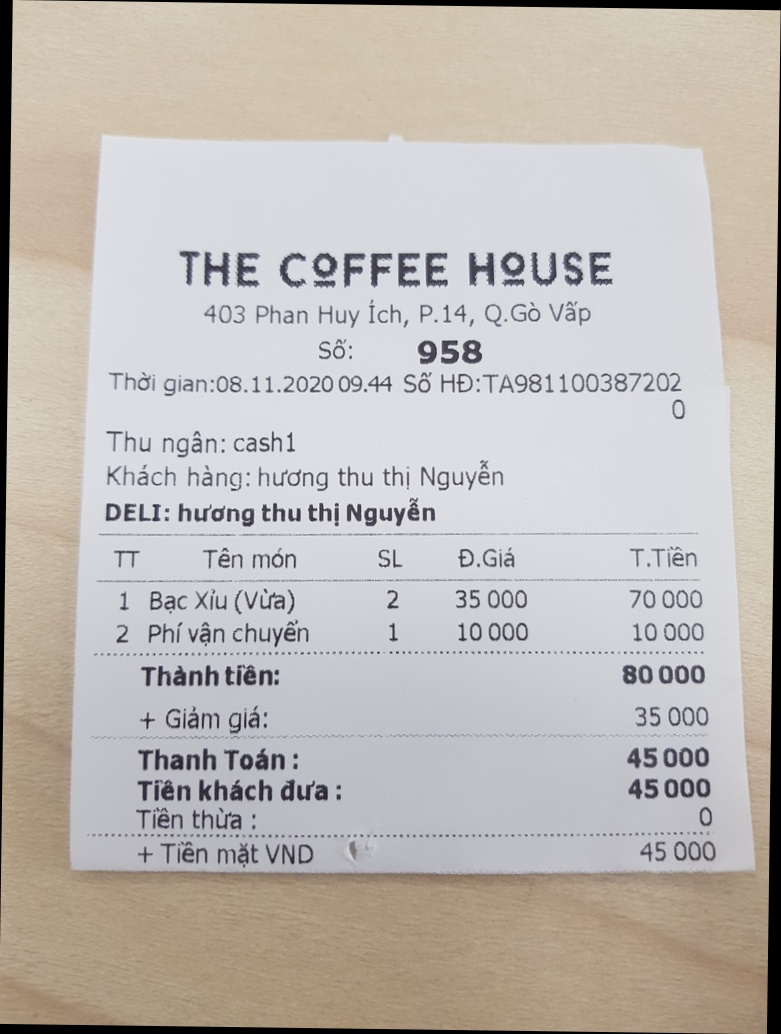 THE COFFEE HOUSE
403 Phan Huy Ích, P.14, Q.Gò Vấp
Số: 958
Thời gian:08.11.2020 09.44 Số HĐ:TA981100387202
0
Thu ngân: cash1
Khách hàng: hương thu thị Nguyễn
DELI: hương thu thị Nguyễn
TT Tên món SL Đ.Giá T.Tiền
1 Bạc Xỉu (Vừa) 2 35 000 70 000
2 Phí vận chuyển 1 10 000 10 000
Thành tiền: 80 000
+ Giảm giá: 35 000
Thanh Toán : 45 000
Tiền khách đưa : 45 000
Tiền thừa : 0
+ Tiền mặt VND 45 000